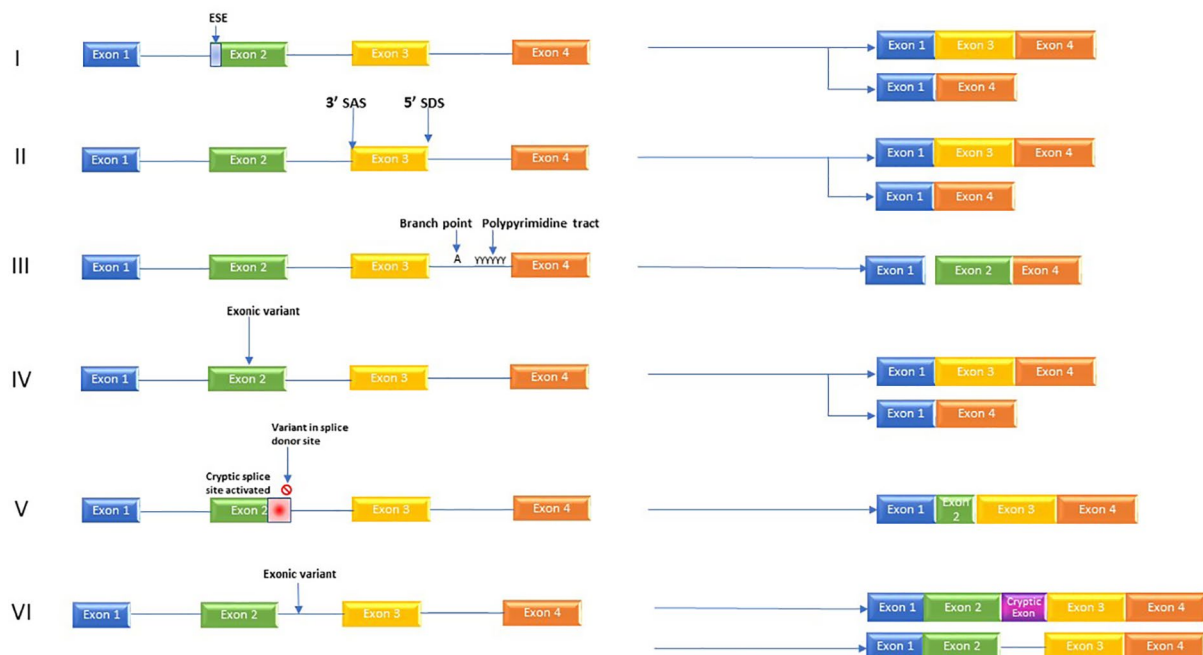 ESE
I
Exon 1 Exon 2 Exon 3 Exon 4
Exon 1 Exon 3 Exon 4
Exon 1 Exon 4
3’ SAS 5’ SDS
II
Exon 1 Exon 2 Exon 3 Exon 4
Exon 1 Exon 3 Exon 4
Exon 1 Exon 4
Branch point Polypyrimidine tract
A YYYYYY
III
Exon 1 Exon 2 Exon 3 Exon 4
Exon 1 Exon 2 Exon 4
Exonic variant
IV
Exon 1 Exon 2 Exon 3 Exon 4
Exon 1 Exon 3 Exon 4
Exon 1 Exon 4
Variant in splice
donor site
Cryptic splice
site activated
V
Exon 1 Exon 2 Exon 3 Exon 4
Exon 1 Exon 2 Exon 3 Exon 4
Exonic variant
VI
Exon 1 Exon 2 Exon 3 Exon 4
Exon 1 Exon 2 Cryptic Exon Exon 3 Exon 4
Exon 1 Exon 2 Exon 3 Exon 4